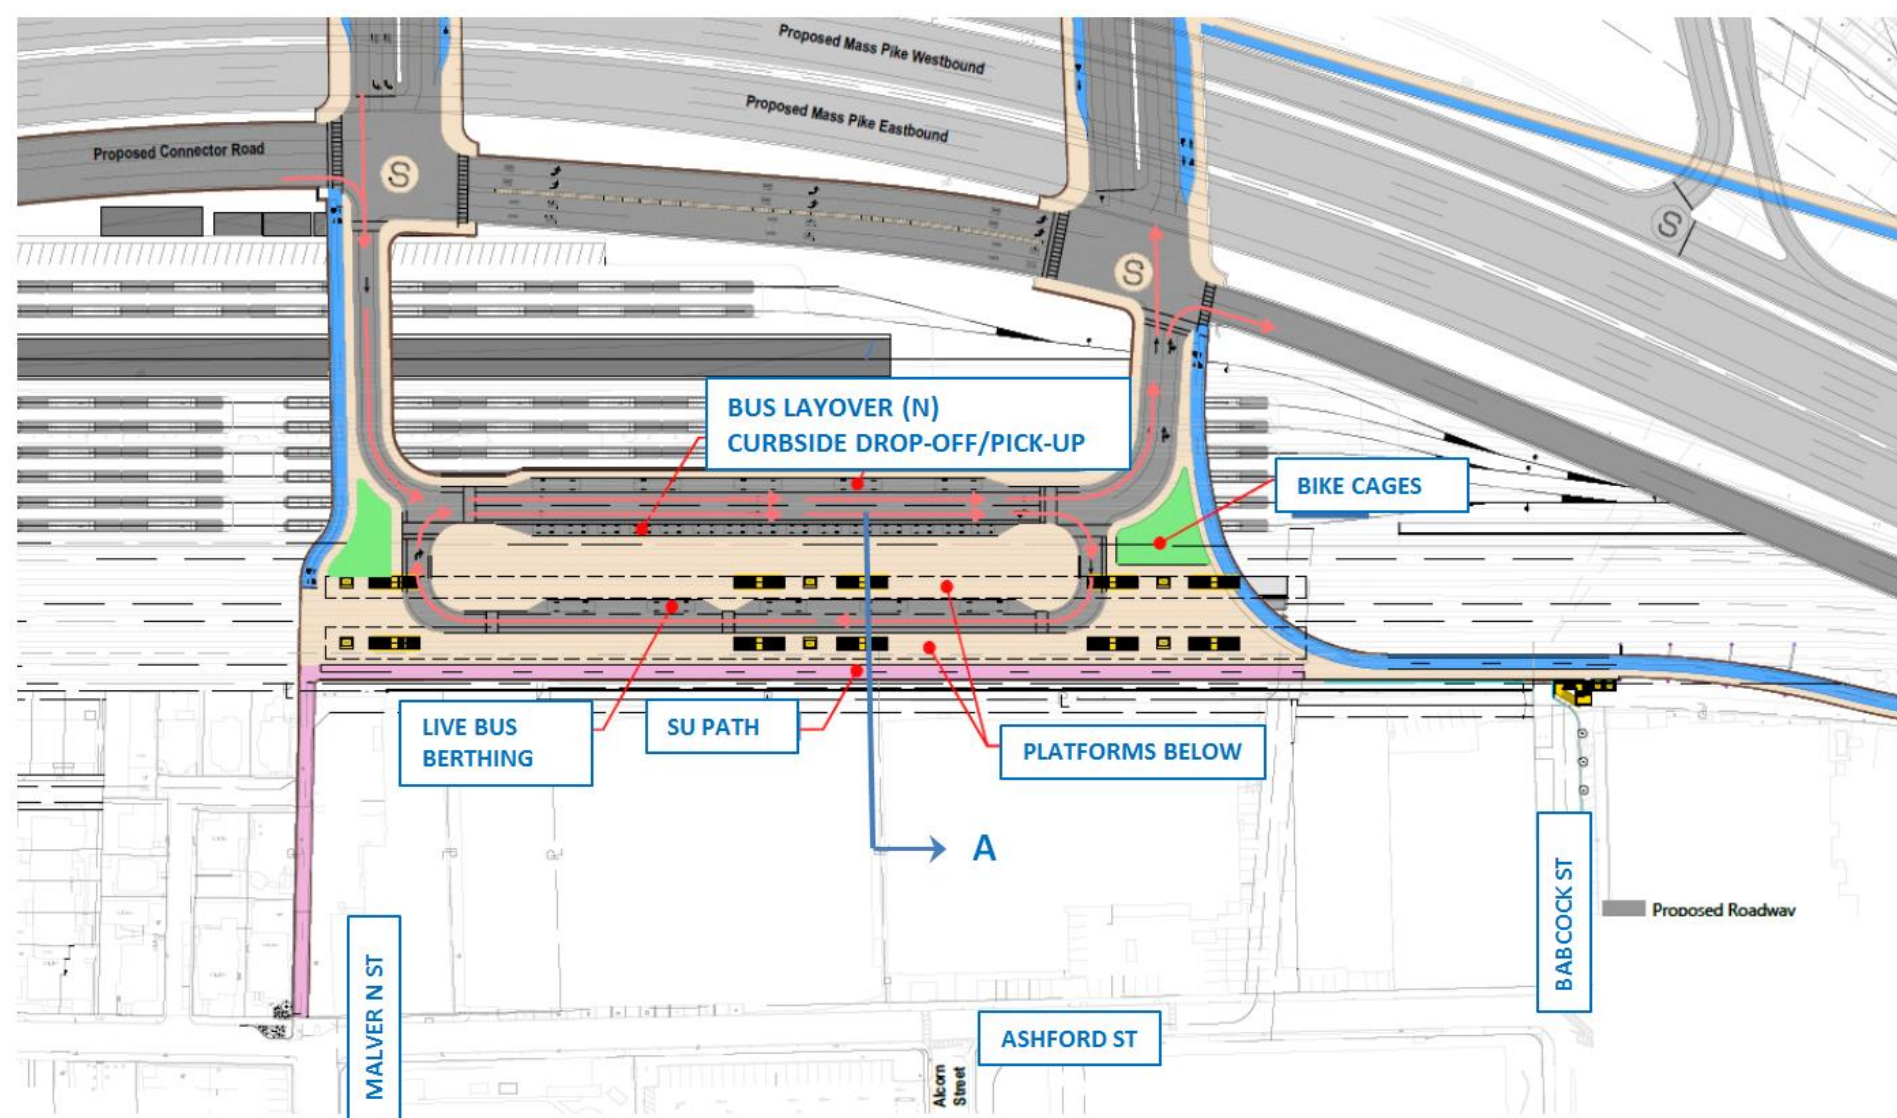 Proposed Mass Pike Westbound
Proposed Mass Pike Eastbound
Proposed Connector Road
S
S
S
BUS LAYOVER (N)
CURBSIDE DROP-OFF/PICK-UP
BIKE CAGES
LIVE BUS
BERTHING
SU PATH
PLATFORMS BELOW
A
MALVER N ST
BABCOCK ST
Proposed Roadway
ASHFORD ST
Alcorn
Street